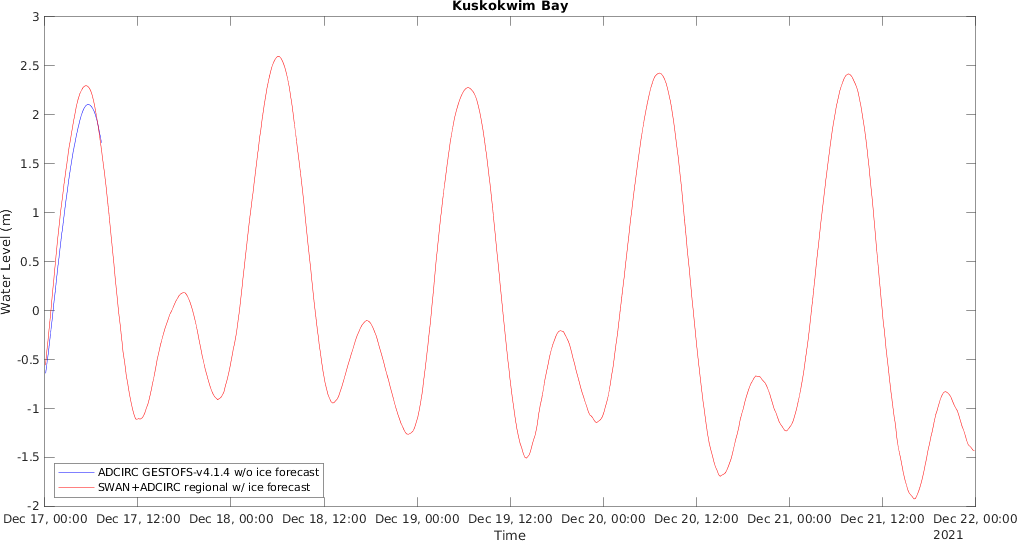 Kuskokwim Bay
3
2.5
2
1.5
1
0.5
0
-0.5
-1
-1.5
-2
Water Level (m)
ADCIRC GESTOFS-v4.1.4 w/o ice forecast
SWAN+ADCIRC regional w/ ice forecast
Dec 17, 00:00 Dec 17, 12:00 Dec 18, 00:00 Dec 18, 12:00 Dec 19, 00:00 Dec 19, 12:00 Dec 20, 00:00 Dec 20, 12:00 Dec 21, 00:00 Dec 21, 12:00 Dec 22, 00:00
Time
2021